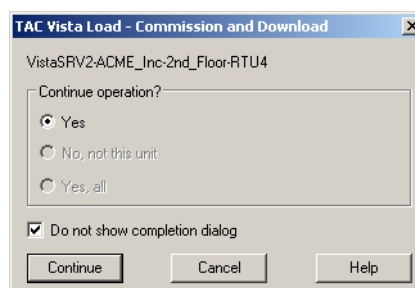 TAC Vista Load - Commission and Download
VistaSRV2-ACME_Inc-2nd_Floor-RTU4
Continue operation?
Yes
No, not this unit
Yes, all
Do not show completion dialog
Continue Cancel Help